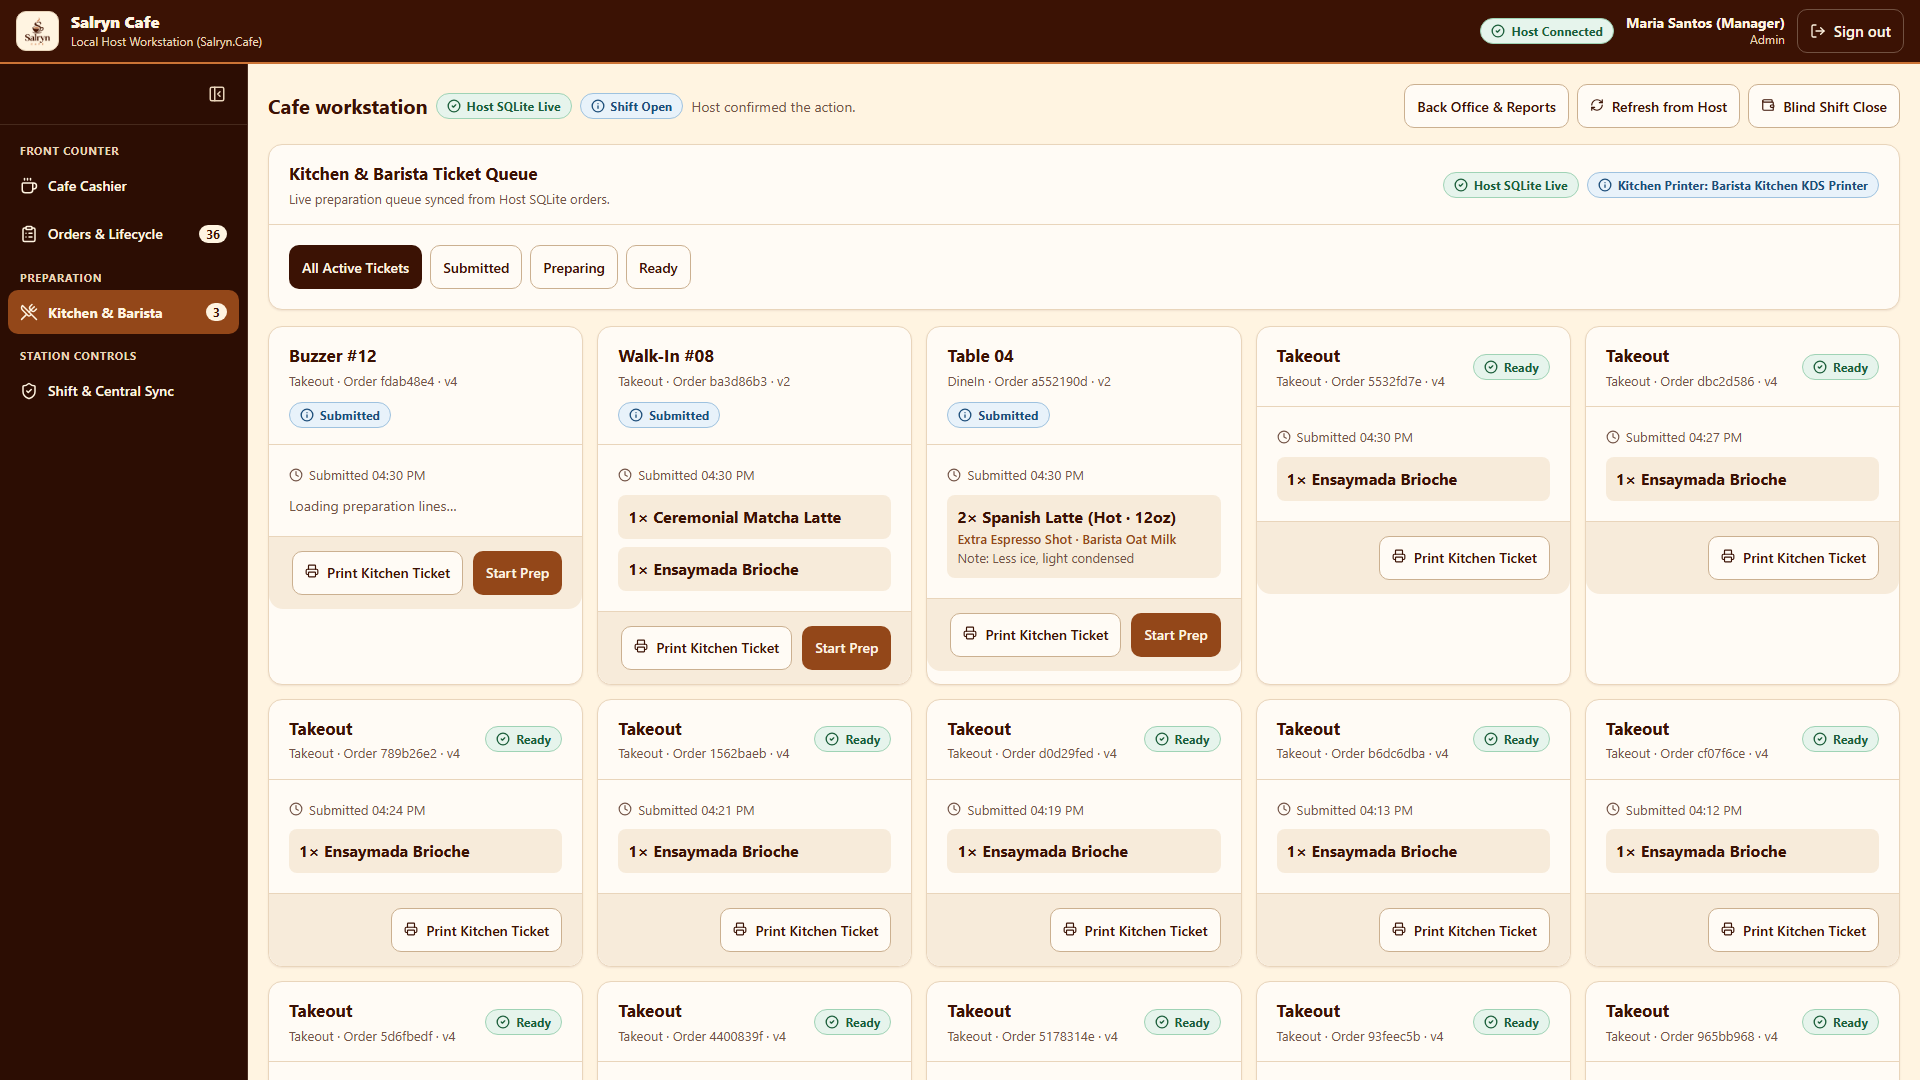 Salryn
Salryn Cafe
Local Host Workstation (Salryn.Cafe)
Host Connected
Maria Santos (Manager)
Admin
Sign out
FRONT COUNTER
Cafe Cashier
Orders & Lifecycle 36
PREPARATION
Kitchen & Barista 3
STATION CONTROLS
Shift & Central Sync
Cafe workstation Host SQLite Live Shift Open Host confirmed the action.
Back Office & Reports Refresh from Host Blind Shift Close
Kitchen & Barista Ticket Queue
Live preparation queue synced from Host SQLite orders.
Host SQLite Live Kitchen Printer: Barista Kitchen KDS Printer
All Active Tickets Submitted Preparing Ready
Buzzer #12
Takeout · Order fdab48e4 · v4
Submitted
Submitted 04:30 PM
Loading preparation lines...
Print Kitchen Ticket Start Prep
Walk-In #08
Takeout · Order ba3d86b3 · v2
Submitted
Submitted 04:30 PM
1× Ceremonial Matcha Latte
1× Ensaymada Brioche
Print Kitchen Ticket Start Prep
Table 04
DineIn · Order a552190d · v2
Submitted
Submitted 04:30 PM
2× Spanish Latte (Hot · 12oz)
Extra Espresso Shot · Barista Oat Milk
Note: Less ice, light condensed
Print Kitchen Ticket Start Prep
Takeout
Takeout · Order 5532fd7e · v4
Ready
Submitted 04:30 PM
1× Ensaymada Brioche
Print Kitchen Ticket
Takeout
Takeout · Order dbc2d586 · v4
Ready
Submitted 04:27 PM
1× Ensaymada Brioche
Print Kitchen Ticket
Takeout
Takeout · Order 789b26e2 · v4
Ready
Submitted 04:24 PM
1× Ensaymada Brioche
Print Kitchen Ticket
Takeout
Takeout · Order 1562baeb · v4
Ready
Submitted 04:21 PM
1× Ensaymada Brioche
Print Kitchen Ticket
Takeout
Takeout · Order d0d29fed · v4
Ready
Submitted 04:19 PM
1× Ensaymada Brioche
Print Kitchen Ticket
Takeout
Takeout · Order b6dc6dba · v4
Ready
Submitted 04:13 PM
1× Ensaymada Brioche
Print Kitchen Ticket
Takeout
Takeout · Order cf07f6ce · v4
Ready
Submitted 04:12 PM
1× Ensaymada Brioche
Print Kitchen Ticket
Takeout
Takeout · Order 5d6fbedf · v4
Ready
Takeout
Takeout · Order 4400839f · v4
Ready
Takeout
Takeout · Order 5178314e · v4
Ready
Takeout
Takeout · Order 93feec5b · v4
Ready
Takeout
Takeout · Order 965bb968 · v4
Ready